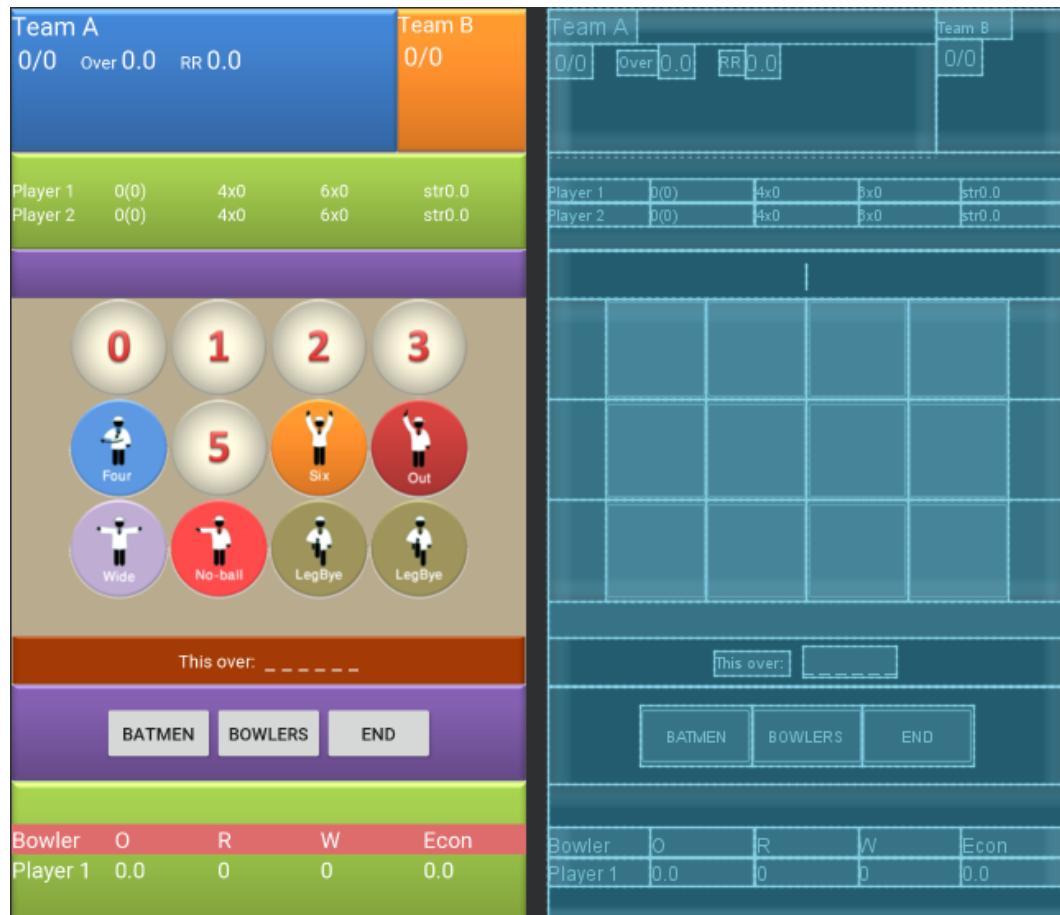 Team A Team B
0/0 Over 0.0 RR 0.0 0/0
Player 1 0(0) 4x0 6x0 str0.0
Player 2 0(0) 4x0 6x0 str0.0
0 1 2 3
Four 5 Six Out
Wide No-ball LegBye LegBye
This over: _ _ _ _ _ _
BATMEN BOWLERS END
Bowler O R W Econ
Player 1 0.0 0 0 0.0
Team A Team B
0/0 Over 0.0 RR 0.0 0/0
Player 1 0(0) 4x0 6x0 str0.0
Player 2 0(0) 4x0 6x0 str0.0
This over: _ _ _ _ _ _
BATMEN BOWLERS END
Bowler O R W Econ
Player 1 0.0 0 0 0.0